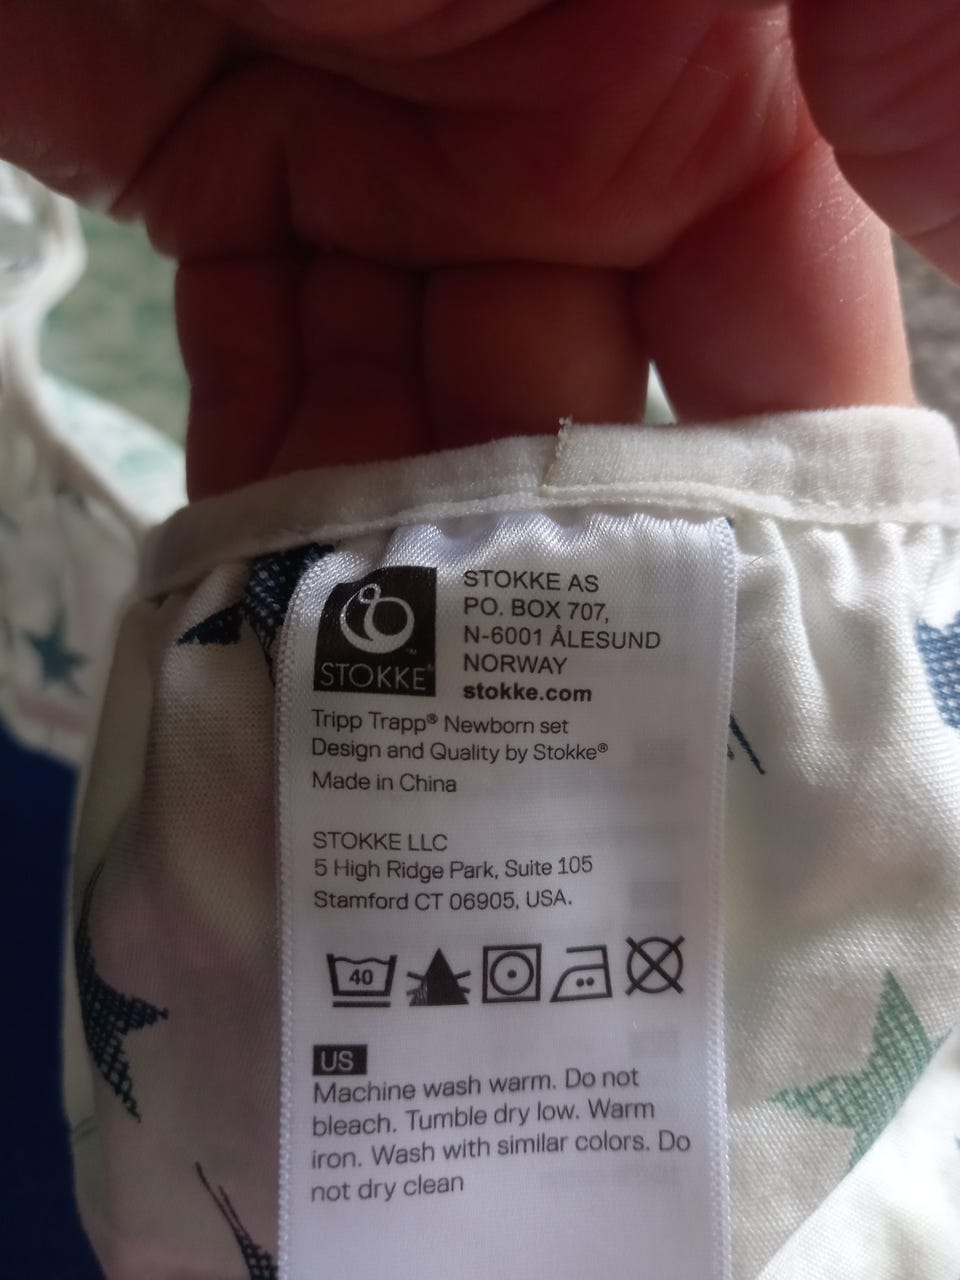 STOKKE®
STOKKE AS
PO. BOX 707,
N-6001 ÅLESUND
NORWAY
stokke.com
Tripp Trapp® Newborn set
Design and Quality by Stokke®
Made in China
STOKKE LLC
5 High Ridge Park, Suite 105
Stamford CT 06905, USA.
40
US
Machine wash warm. Do not
bleach. Tumble dry low. Warm
iron. Wash with similar colors. Do
not dry clean